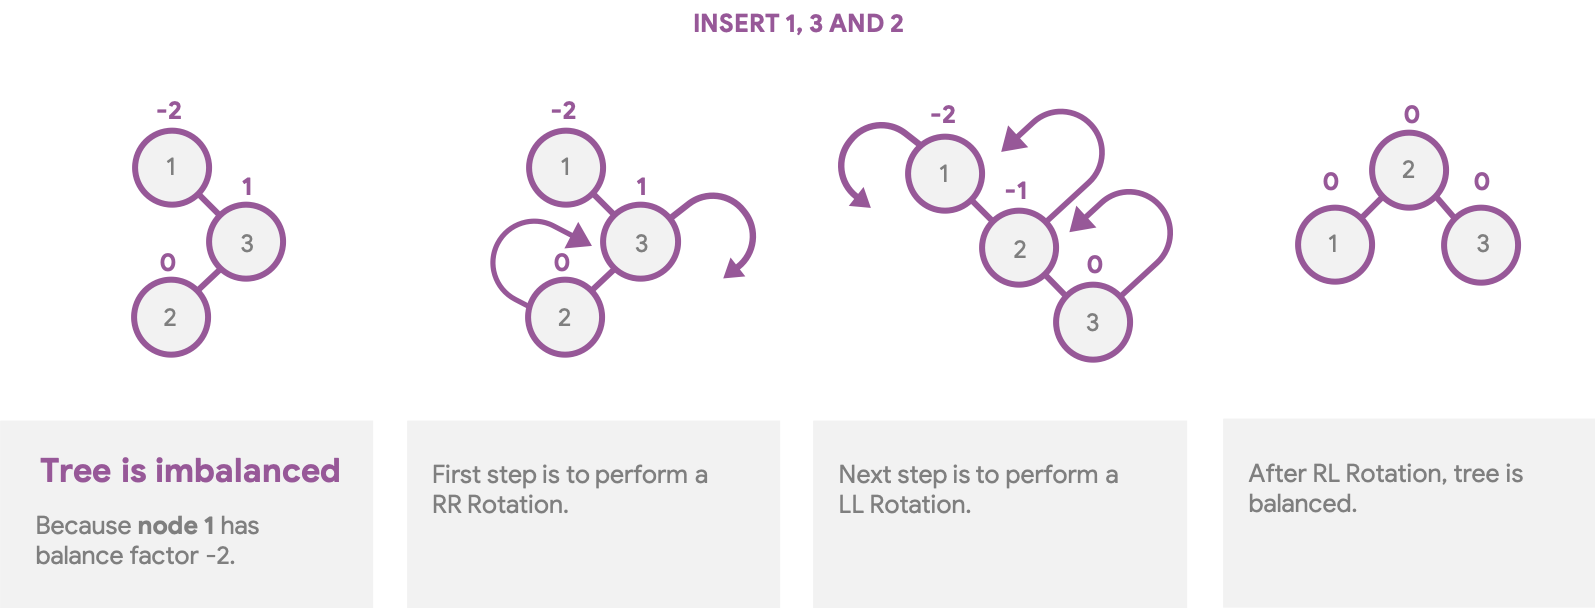 INSERT 1, 3 AND 2
-2
1
1
3
0
2
-2
1
1
3
0
2
-2
1
-1
2
0
3
0
2
0
1
0
3
Tree is imbalanced
Because node 1 has
balance factor -2.
First step is to perform a
RR Rotation.
Next step is to perform a
LL Rotation.
After RL Rotation, tree is
balanced.